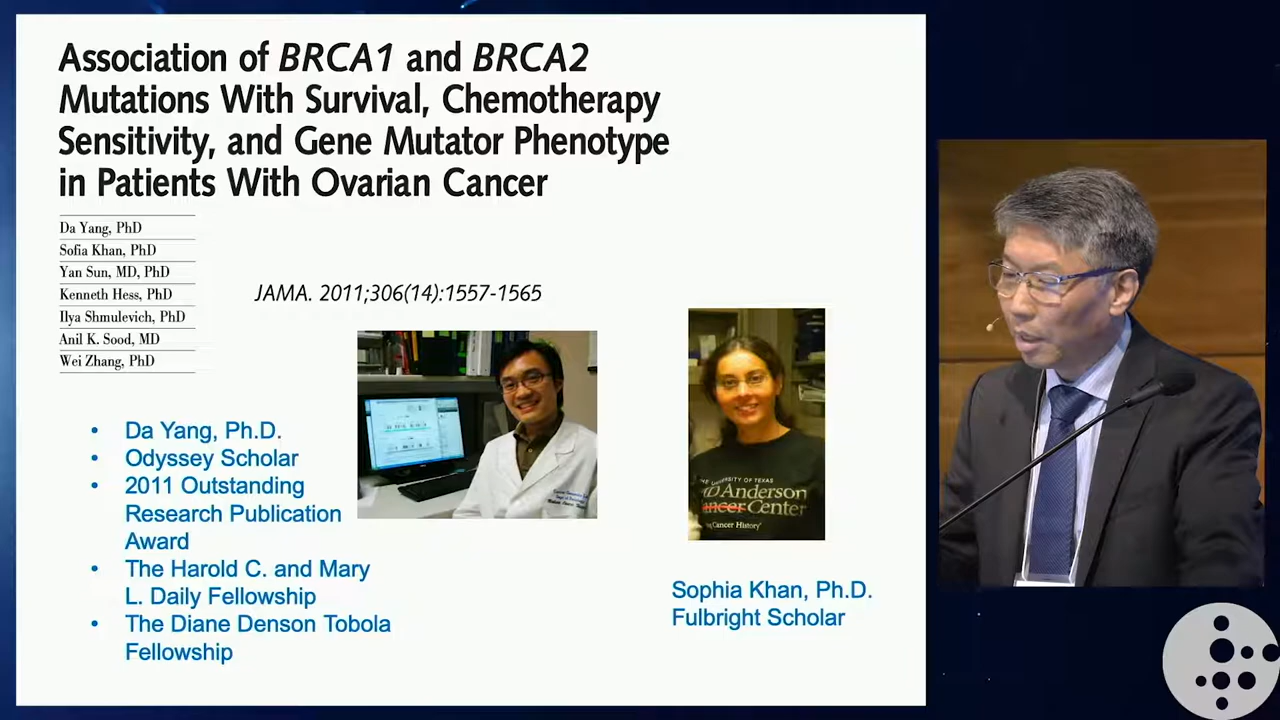 Association of BRCA1 and BRCA2
Mutations With Survival, Chemotherapy
Sensitivity, and Gene Mutator Phenotype
in Patients With Ovarian Cancer
Da Yang, PhD
Sofia Khan, PhD
Yan Sun, MD, PhD
Kenneth Hess, PhD
Ilya Shmulevich, PhD
Anil K. Sood, MD
Wei Zhang, PhD
JAMA. 2011;306(14):1557-1565
• Da Yang, Ph.D.
• Odyssey Scholar
• 2011 Outstanding
Research Publication
Award
• The Harold C. and Mary
L. Daily Fellowship
• The Diane Denson Tobola
Fellowship
UNIVERSITY OF TEXAS
Anderson
Cancer Center
Cancer History
Sophia Khan, Ph.D.
Fulbright Scholar